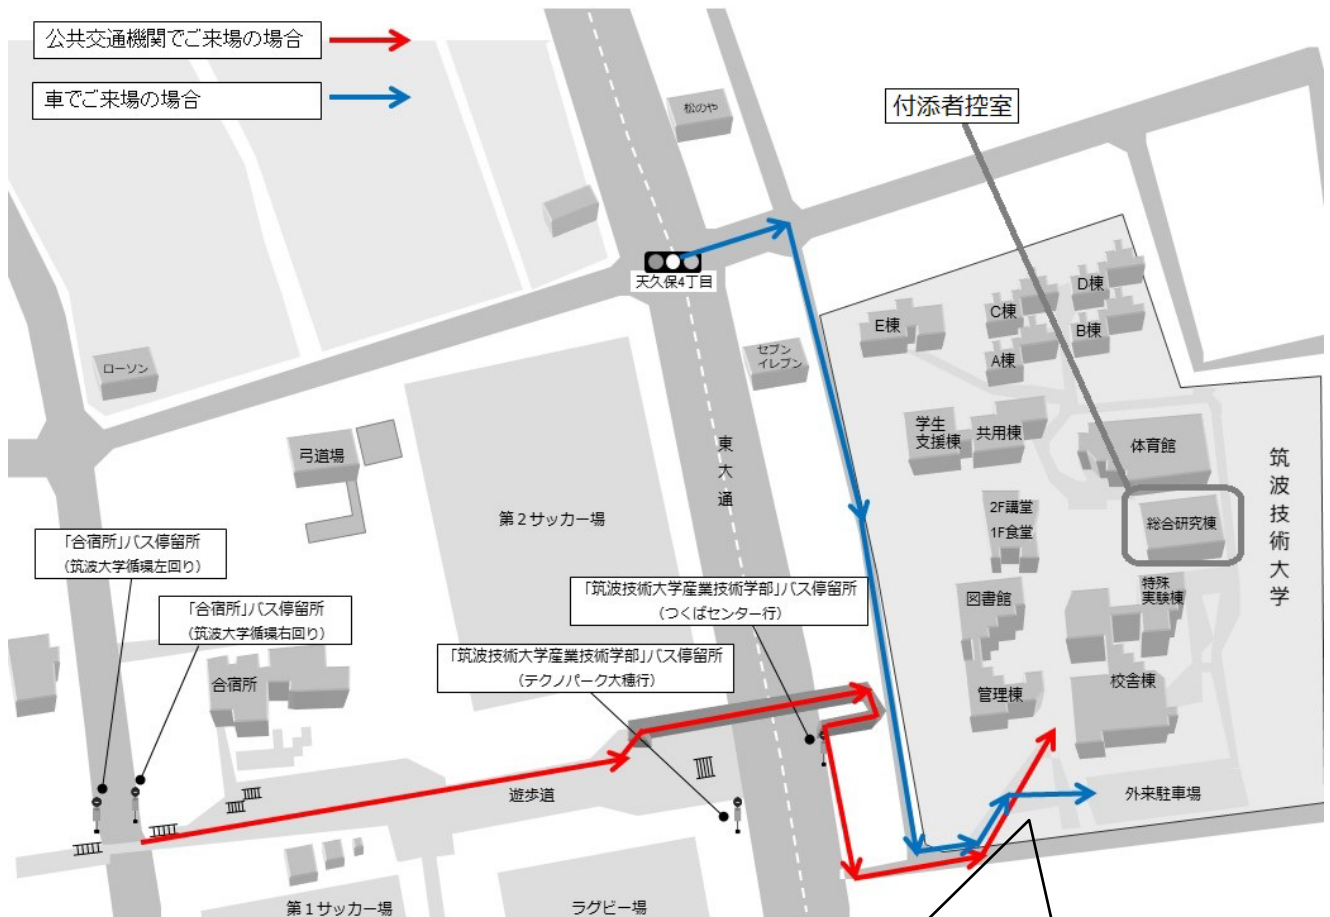 公共交通機関でご来場の場合
車でご来場の場合
松のや
付添者控室
天久保4丁目
ローソン
セブン
イレブン
E棟
C棟
D棟
A棟
B棟
弓道場
東大通
学生
支援棟
共用棟
体育館
筑波技術大学
第2サッカー場
2F講堂
1F食堂
総合研究棟
「合宿所」バス停留所
(筑波大学循環左回り)
「合宿所」バス停留所
(筑波大学循環右回り)
「筑波技術大学産業技術学部」バス停留所
(つくばセンター行)
「筑波技術大学産業技術学部」バス停留所
(テクノパーク大穂行)
図書館
特殊
実験棟
合宿所
管理棟
校舎棟
遊歩道
外来駐車場
第1サッカー場
ラグビー場